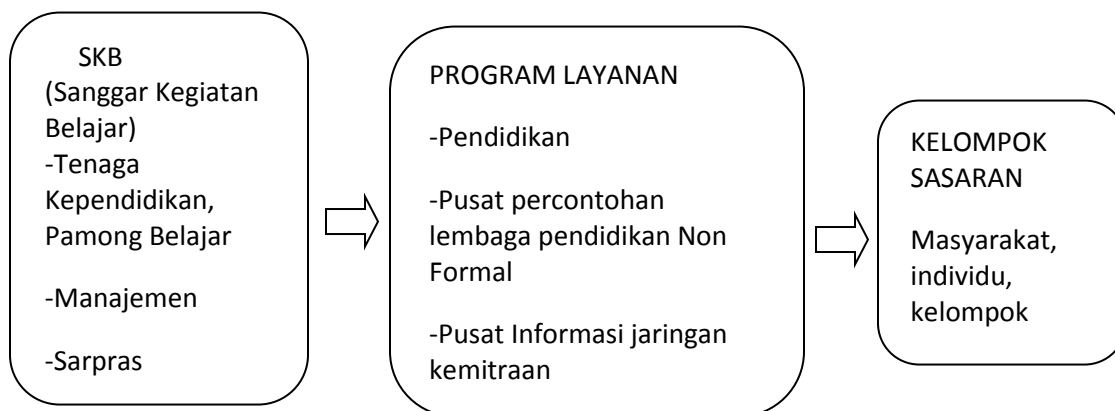 SKB
(Sanggar Kegiatan
Belajar)
-Tenaga
Kependidikan,
Pamong Belajar
-Manajemen
-Sarpras
PROGRAM LAYANAN
-Pendidikan
-Pusat percontohan
lembaga pendidikan Non
Formal
-Pusat Informasi jaringan
kemitraan
KELOMPOK
SASARAN
Masyarakat,
individu,
kelompok